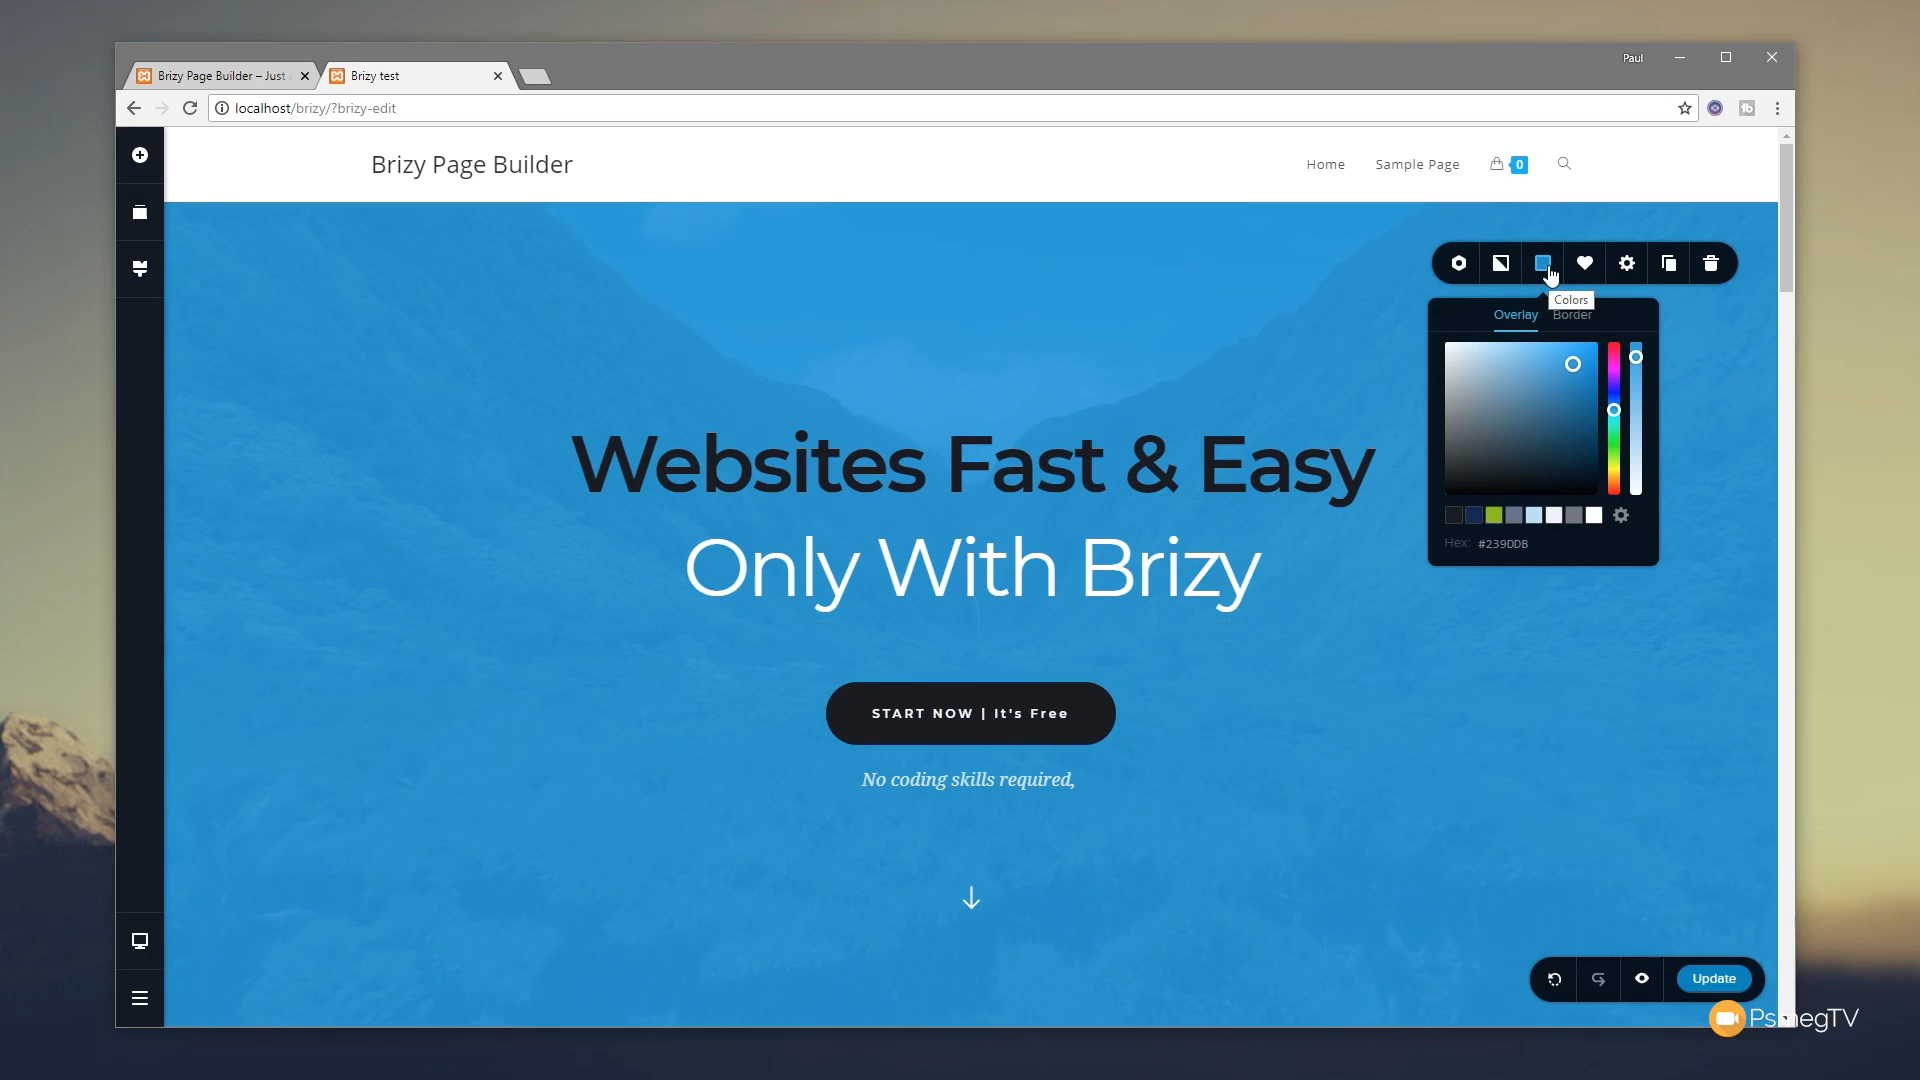 Paul
Brizy Page Builder – Just
Brizy test
localhost/brizy/?brizy-edit
Brizy Page Builder
Home
Sample Page
0
Colors
Overlay
Border
Websites Fast & Easy
Only With Brizy
Hex: #239DDB
START NOW | It's Free
No coding skills required,
Update